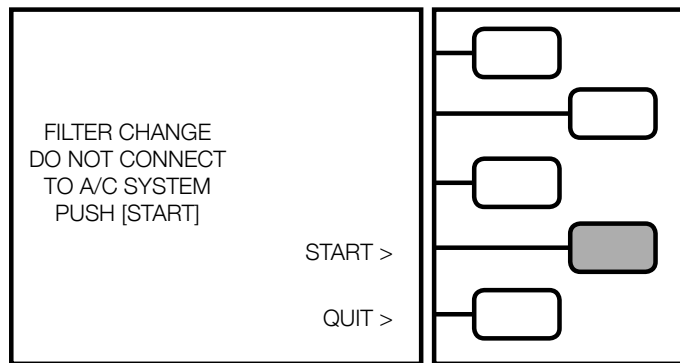 FILTER CHANGE
DO NOT CONNECT
TO A/C SYSTEM
PUSH [START]
START >
QUIT >